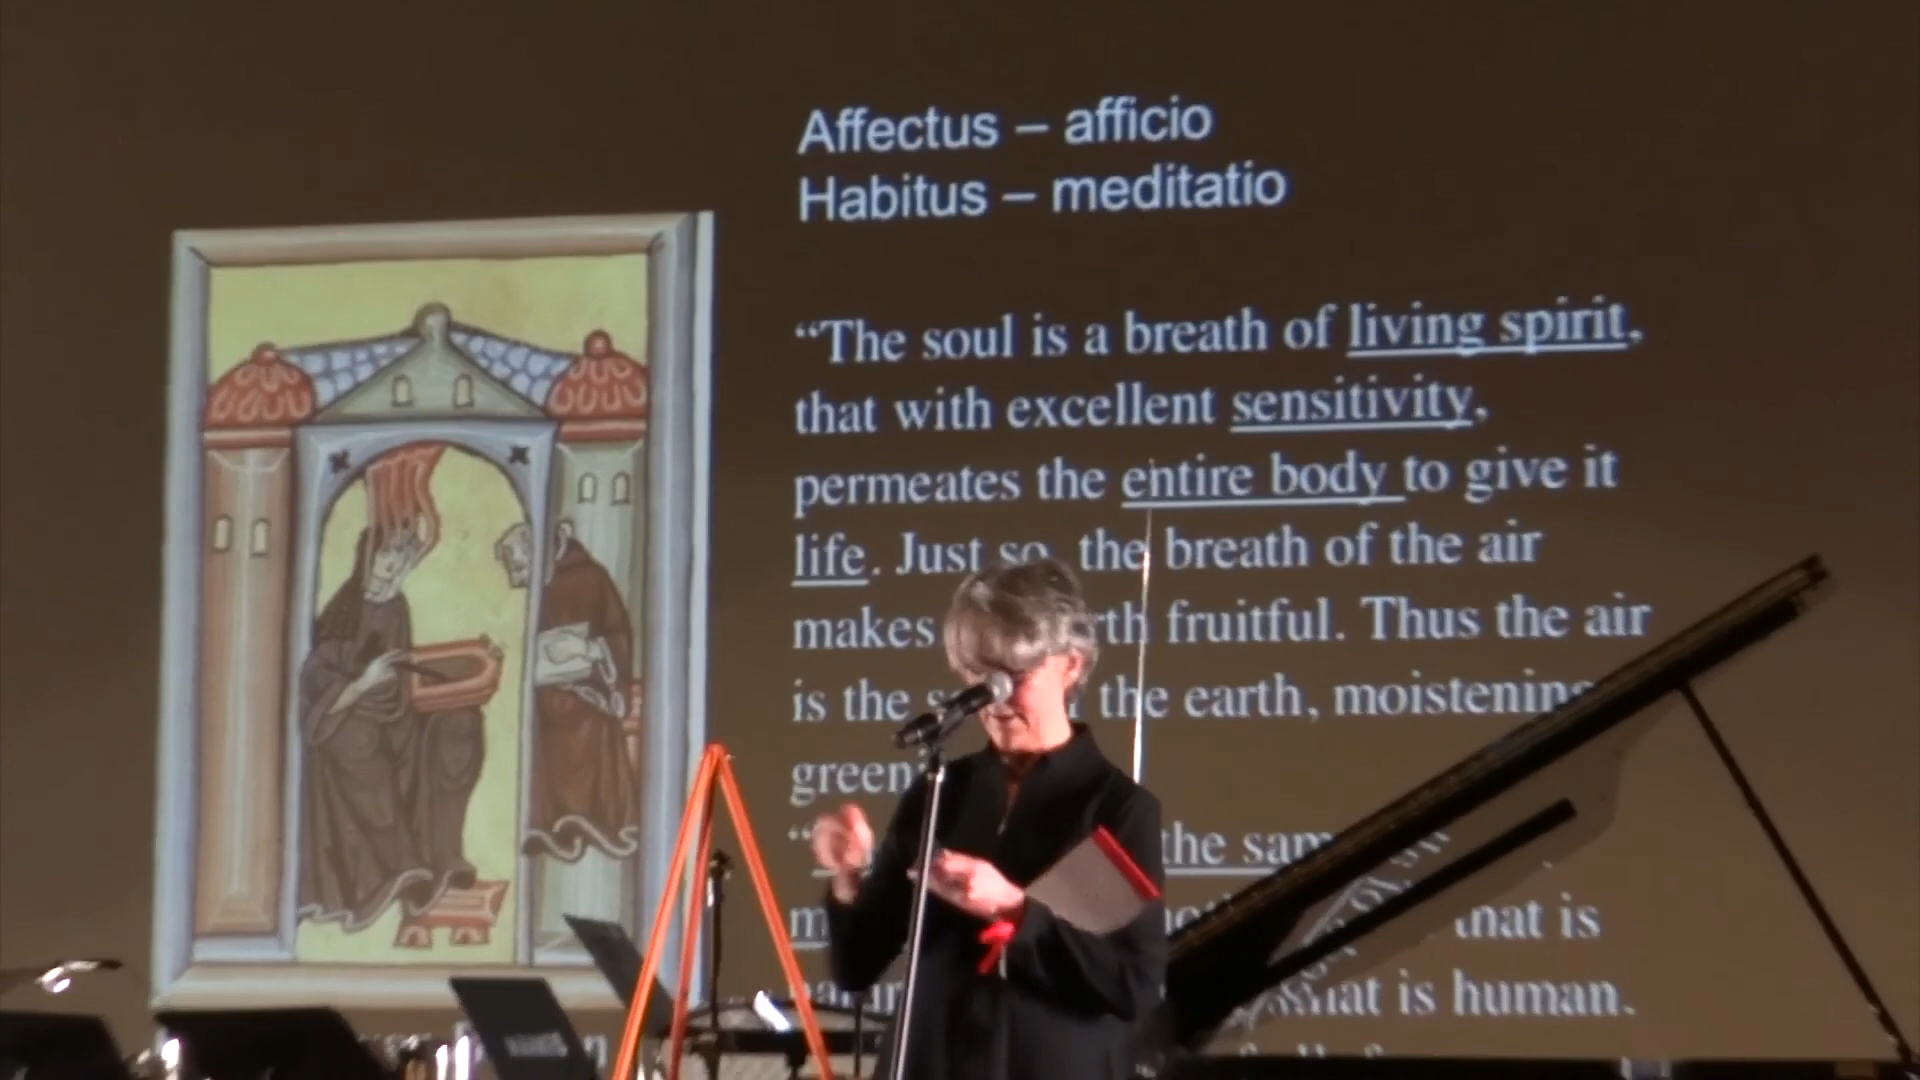 Affectus – afficio
Habitus – meditatio
“The soul is a breath of living spirit,
that with excellent sensitivity,
permeates the entire body to give it
life. Just so, the breath of the air
makes fruitful. Thus the air
is the the earth, moistening
the
that is
is human.